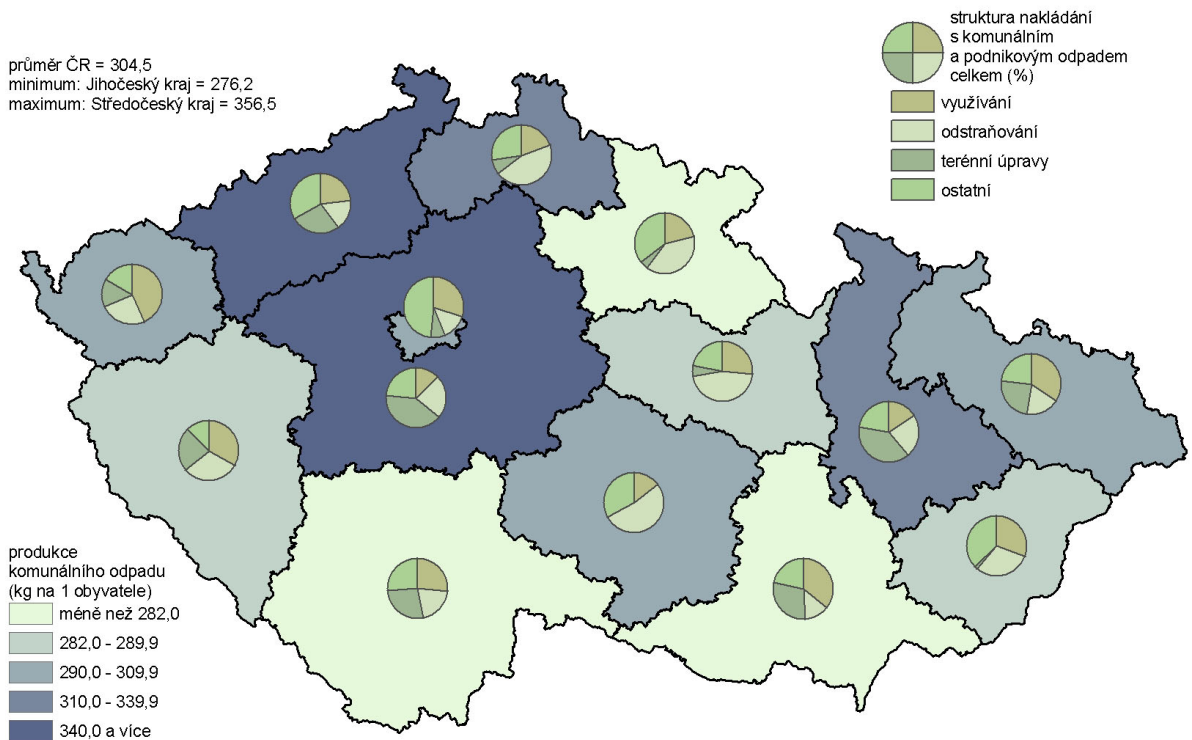 průměr ČR = 304,5
minimum: Jihočeský kraj = 276,2
maximum: Středočeský kraj = 356,5
struktura nakládání
s komunálním
a podnikovým odpadem
celkem (%)
využívání
odstraňování
terénní úpravy
ostatní
produkce
komunálního odpadu
(kg na 1 obyvatele)
méně než 282,0
282,0 - 289,9
290,0 - 309,9
310,0 - 339,9
340,0 a více